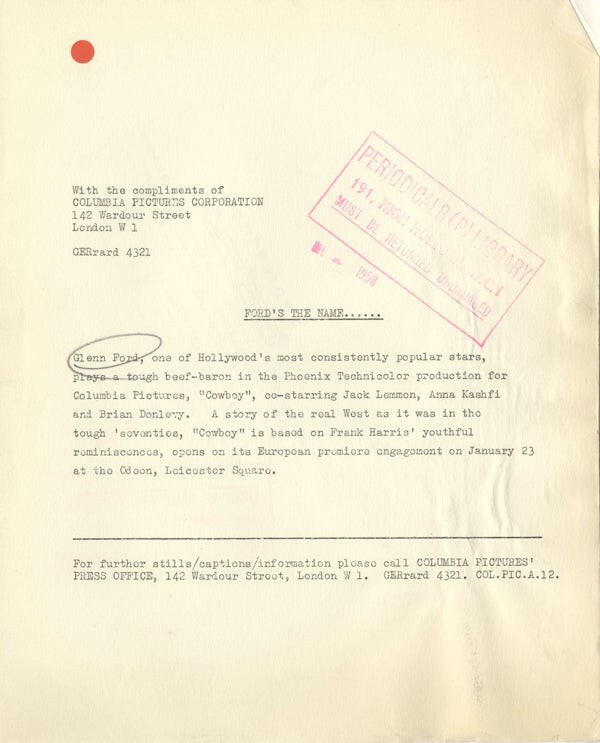 With the compliments of
COLUMBIA PICTURES CORPORATION
142 Wardour Street
London W 1
GERrard 4321
PERIODICALS (P) LIBRARY
191, HIGH HOLBORN, W.C.1
MUST BE RETURNED UNDAMAGED
1958
FORD'S THE NAME......
Glenn Ford, one of Hollywood's most consistently popular stars,
plays a tough beef-baron in the Phoenix Technicolor production for
Columbia Pictures, "Cowboy", co-starring Jack Lemmon, Anna Kashfi
and Brian Donlevy. A story of the real West as it was in the
tough 'seventies, "Cowboy" is based on Frank Harris' youthful
reminiscences, opens on its European premiere engagement on January 23
at the Odeon, Leicester Square.
For further stills/captions/information please call COLUMBIA PICTURES'
PRESS OFFICE, 142 Wardour Street, London W 1. GERrard 4321. COL.PIC.A.12.